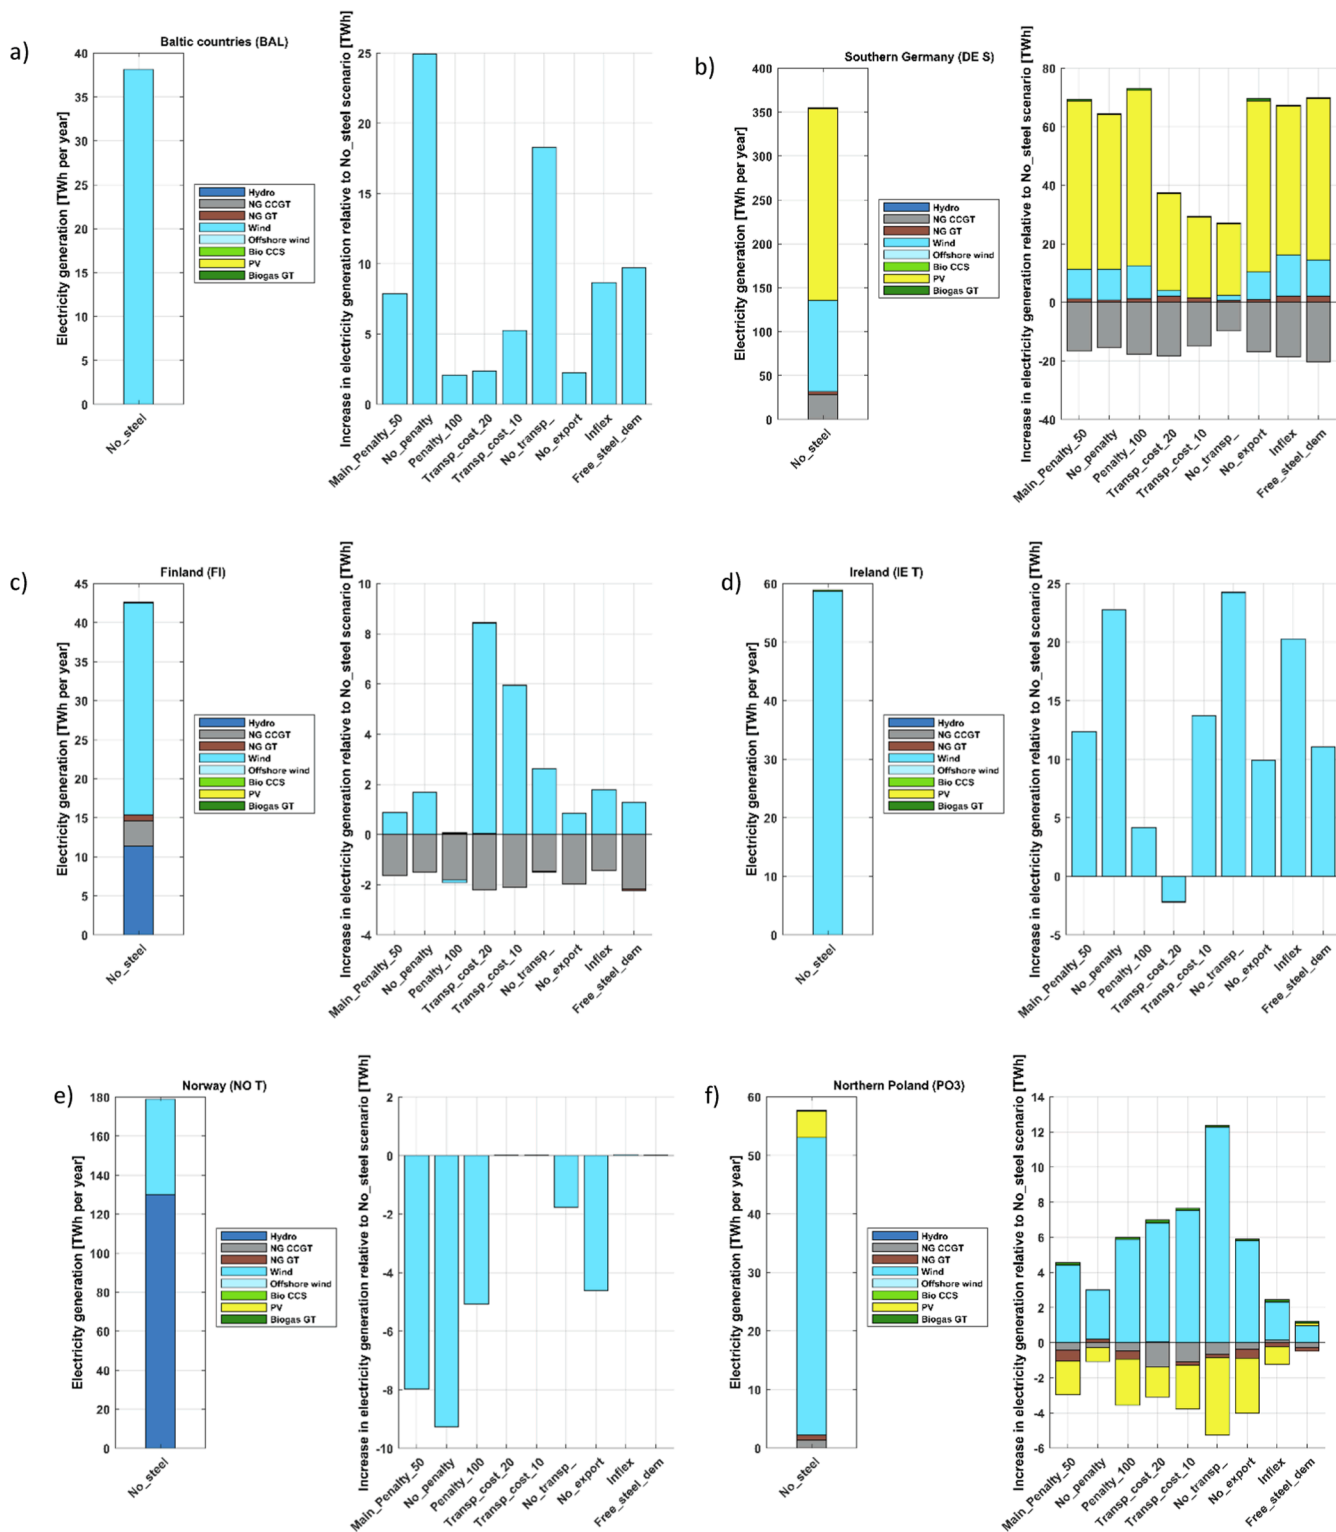 a)
Baltic countries (BAL)
Electricity generation [TWh per year]
40
35
30
25
20
15
10
5
0
No_steel
Hydro
NG CCGT
NG GT
Wind
Offshore wind
Bio CCS
PV
Biogas GT
Increase in electricity generation relative to No_steel scenario [TWh]
25
20
15
10
5
0
Main_Penalty_50
No_penalty
Penalty_100
Transp_cost_20
Transp_cost_10
No_transp_
No_export
Inflex
Free_steel_dem
b)
Southern Germany (DE S)
Electricity generation [TWh per year]
400
350
300
250
200
150
100
50
0
No_steel
Hydro
NG CCGT
NG GT
Wind
Offshore wind
Bio CCS
PV
Biogas GT
Increase in electricity generation relative to No_steel scenario [TWh]
80
60
40
20
0
-20
-40
Main_Penalty_50
No_penalty
Penalty_100
Transp_cost_20
Transp_cost_10
No_transp_
No_export
Inflex
Free_steel_dem
c)
Finland (FI)
Electricity generation [TWh per year]
45
40
35
30
25
20
15
10
5
0
No_steel
Hydro
NG CCGT
NG GT
Wind
Offshore wind
Bio CCS
PV
Biogas GT
Increase in electricity generation relative to No_steel scenario [TWh]
10
8
6
4
2
0
-2
-4
Main_Penalty_50
No_penalty
Penalty_100
Transp_cost_20
Transp_cost_10
No_transp_
No_export
Inflex
Free_steel_dem
d)
Ireland (IE T)
Electricity generation [TWh per year]
60
50
40
30
20
10
0
No_steel
Hydro
NG CCGT
NG GT
Wind
Offshore wind
Bio CCS
PV
Biogas GT
Increase in electricity generation relative to No_steel scenario [TWh]
25
20
15
10
5
0
-5
Main_Penalty_50
No_penalty
Penalty_100
Transp_cost_20
Transp_cost_10
No_transp_
No_export
Inflex
Free_steel_dem
e)
Norway (NO T)
Electricity generation [TWh per year]
180
160
140
120
100
80
60
40
20
0
No_steel
Hydro
NG CCGT
NG GT
Wind
Offshore wind
Bio CCS
PV
Biogas GT
Increase in electricity generation relative to No_steel scenario [TWh]
2
0
-2
-4
-6
-8
-10
Main_Penalty_50
No_penalty
Penalty_100
Transp_cost_20
Transp_cost_10
No_transp_
No_export
Inflex
Free_steel_dem
f)
Northern Poland (PO3)
Electricity generation [TWh per year]
60
50
40
30
20
10
0
No_steel
Hydro
NG CCGT
NG GT
Wind
Offshore wind
Bio CCS
PV
Biogas GT
Increase in electricity generation relative to No_steel scenario [TWh]
14
12
10
8
6
4
2
0
-2
-4
-6
Main_Penalty_50
No_penalty
Penalty_100
Transp_cost_20
Transp_cost_10
No_transp_
No_export
Inflex
Free_steel_dem